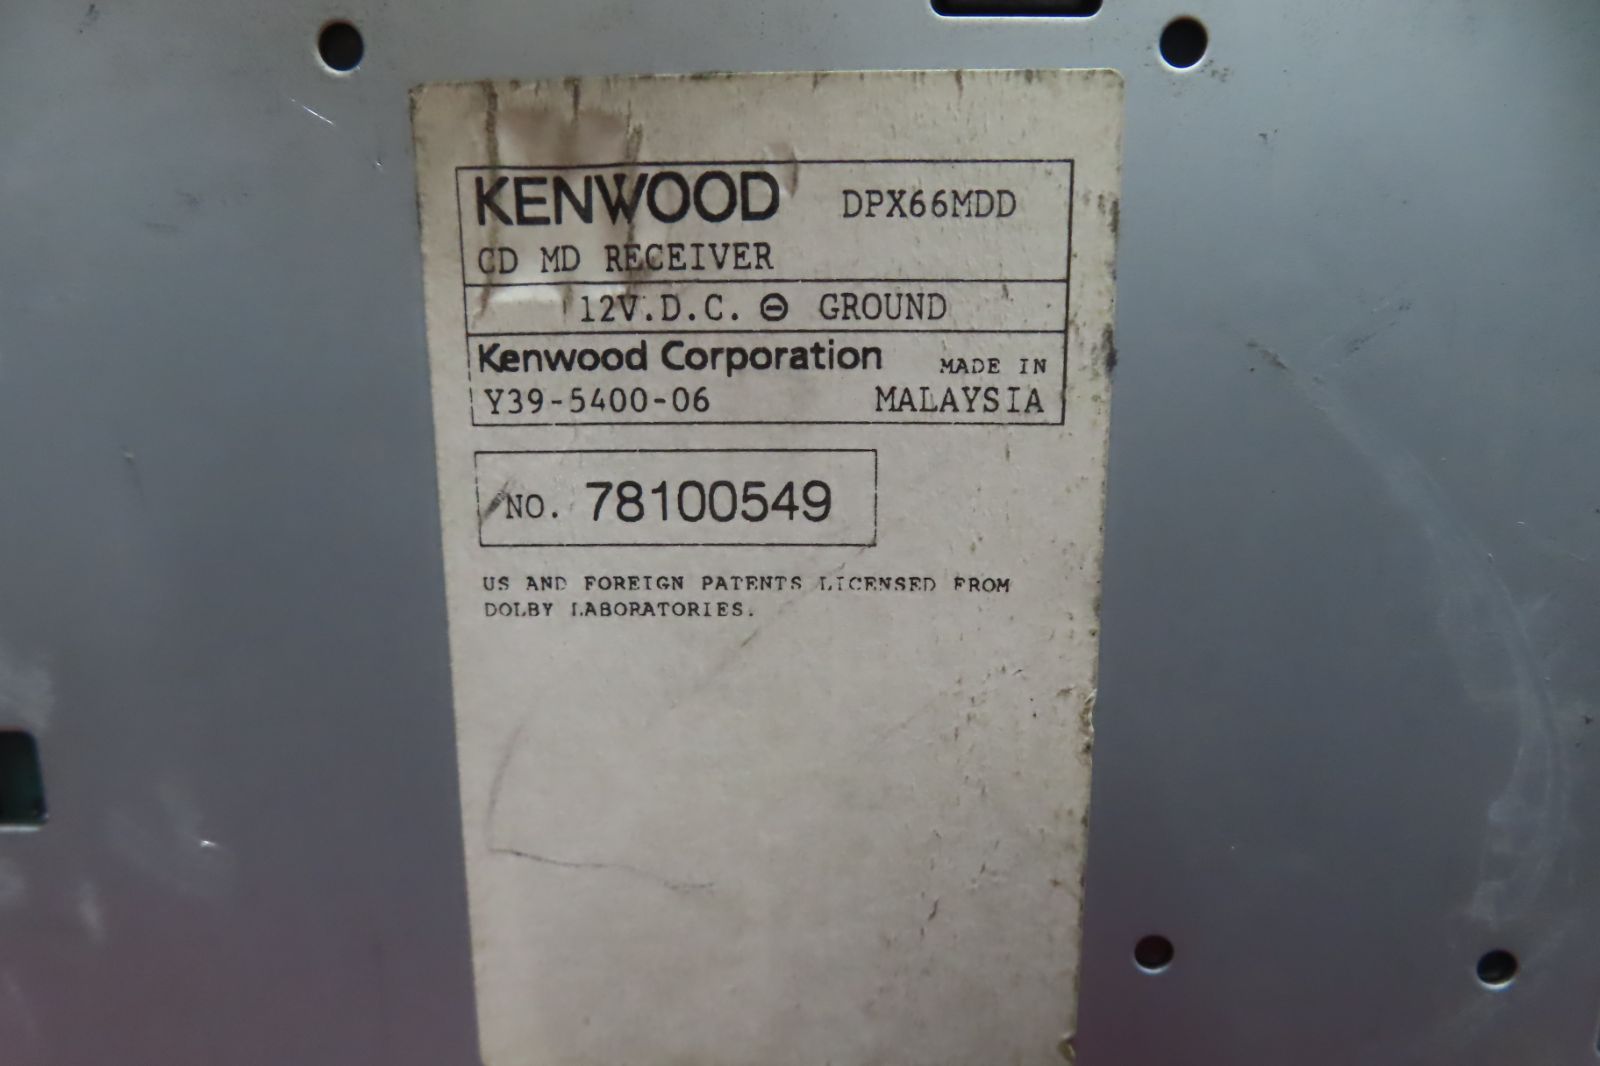 KENWOOD DPX66MDD
CD MD RECEIVER
12V.D.C. ⊖ GROUND
Kenwood Corporation MADE IN
Y39-5400-06 MALAYSIA
NO. 78100549
US AND FOREIGN PATENTS LICENSED FROM
DOLBY LABORATORIES.